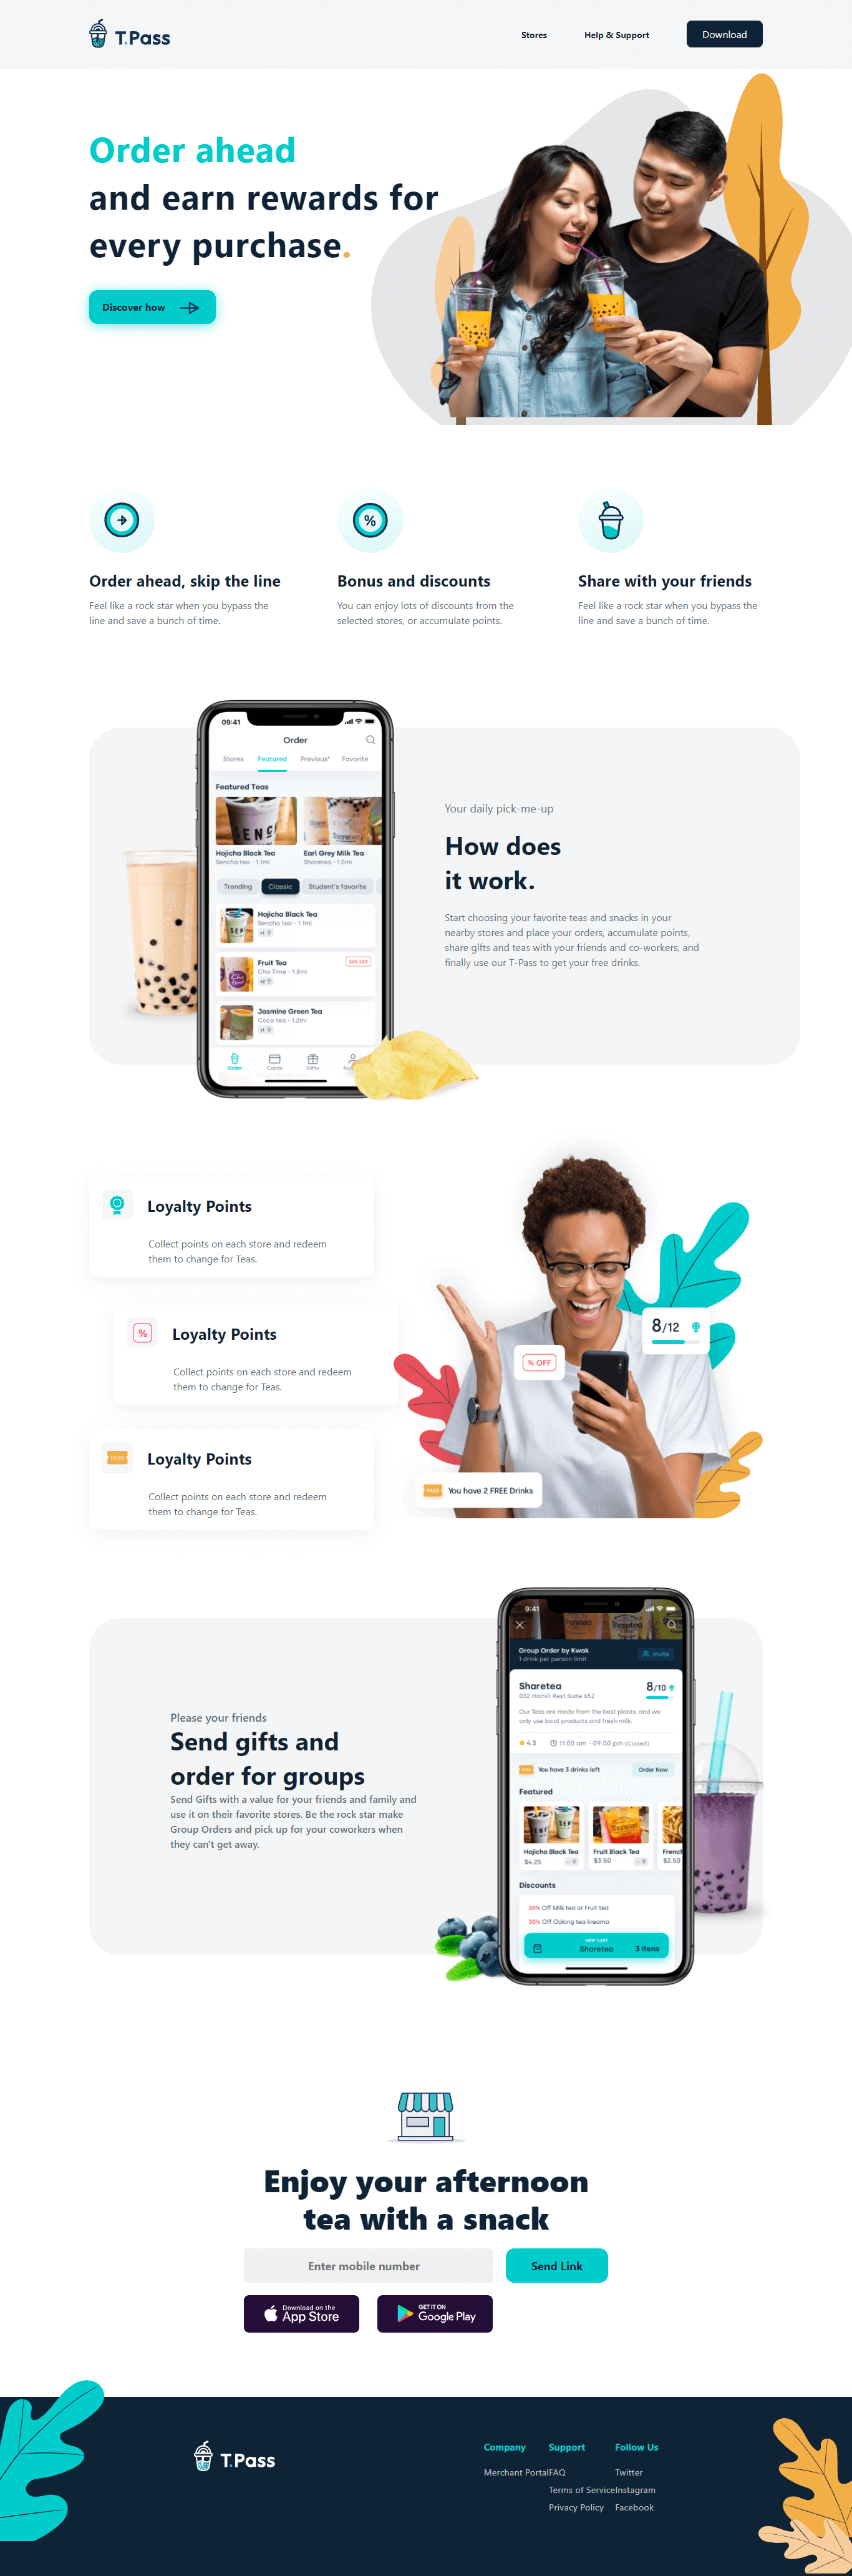 T.Pass
Stores
Help & Support
Download
Order ahead
and earn rewards for
every purchase.
Discover how
Order ahead, skip the line
Feel like a rock star when you bypass the
line and save a bunch of time.
Bonus and discounts
You can enjoy lots of discounts from the
selected stores, or accumulate points.
Share with your friends
Feel like a rock star when you bypass the
line and save a bunch of time.
09:41
Order
Stores
Featured
Previous*
Favorite
Featured Teas
Hojicha Black Tea
Sencha tea - 1.1mi
Earl Grey Milk Tea
Sharetea - 1.0mi
Trending
Classic
Student's favorite
Hojicha Black Tea
Sencha tea - 1.1mi
Fruit Tea
Cha Time - 1.8mi
Jasmine Green Tea
Coco tea - 1.2mi
Order
Cards
Gifts
Your daily pick-me-up
How does
it work.
Start choosing your favorite teas and snacks in your
nearby stores and place your orders, accumulate points,
share gifts and teas with your friends and co-workers, and
finally use our T-Pass to get your free drinks.
Loyalty Points
Collect points on each store and redeem
them to change for Teas.
%
Loyalty Points
Collect points on each store and redeem
them to change for Teas.
PASS
Loyalty Points
Collect points on each store and redeem
them to change for Teas.
8/12
% OFF
PASS
You have 2 FREE Drinks
Please your friends
Send gifts and
order for groups
Send Gifts with a value for your friends and family and
use it on their favorite stores. Be the rock star make
Group Orders and pick up for your coworkers when
they can't get away.
9:41
Group Order by Kwak
1 drink per person limit
Invite
Sharetea
032 Hamill Rest Suite 652
8/10
Our Teas are made from the best plants, and we
only use local products and fresh milk.
4.3
11:00 am - 09:00 pm (Closed)
You have 3 drinks left
Order Now
Featured
Hojicha Black Tea
$4.25
Fruit Black Tea
$3.50
French
$2.50
Discounts
20% Off Milk tea or Fruit tea
30% Off Oolong tea kreama
VIEW CART
Sharetea
3 itens
Enjoy your afternoon
tea with a snack
Enter mobile number
Send Link
Download on the
App Store
GET IT ON
Google Play
T.Pass
Company
Merchant Portal
Support
FAQ
Terms of Service
Privacy Policy
Follow Us
Twitter
Instagram
Facebook